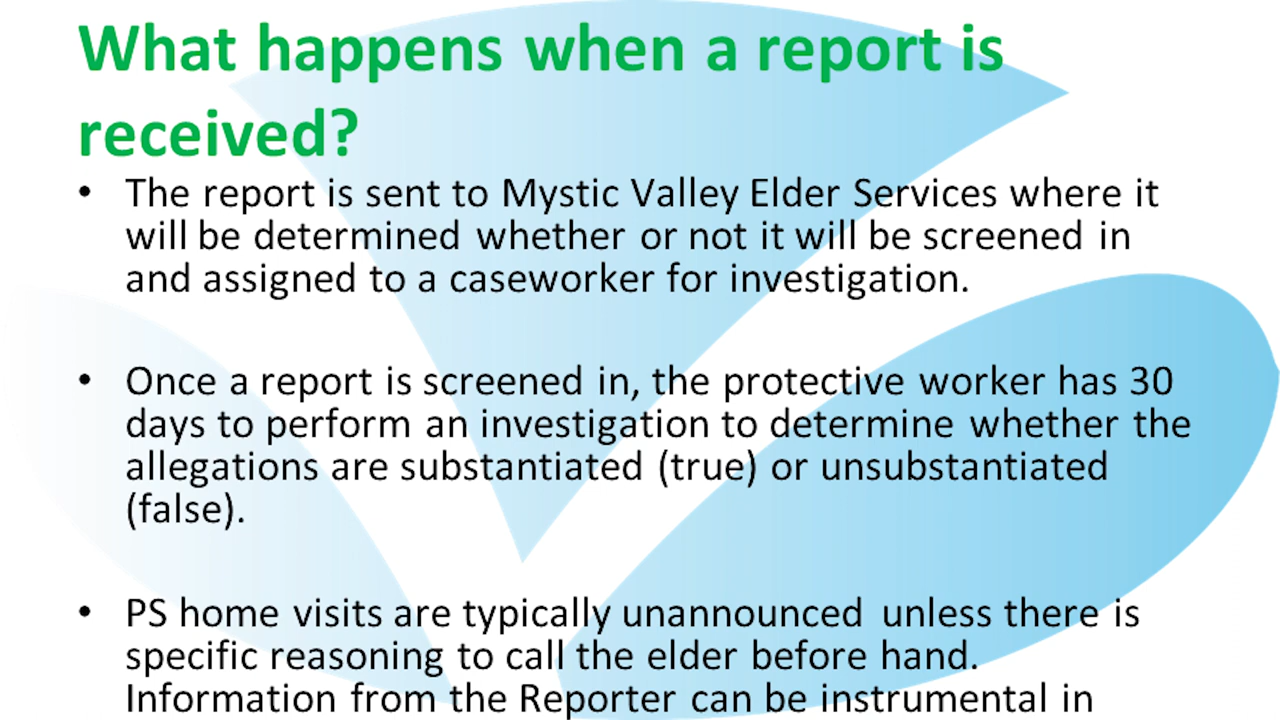 What happens when a report is
received?
• The report is sent to Mystic Valley Elder Services where it
will be determined whether or not it will be screened in
and assigned to a caseworker for investigation.
• Once a report is screened in, the protective worker has 30
days to perform an investigation to determine whether the
allegations are substantiated (true) or unsubstantiated
(false).
• PS home visits are typically unannounced unless there is
specific reasoning to call the elder before hand.
Information from the Reporter can be instrumental in